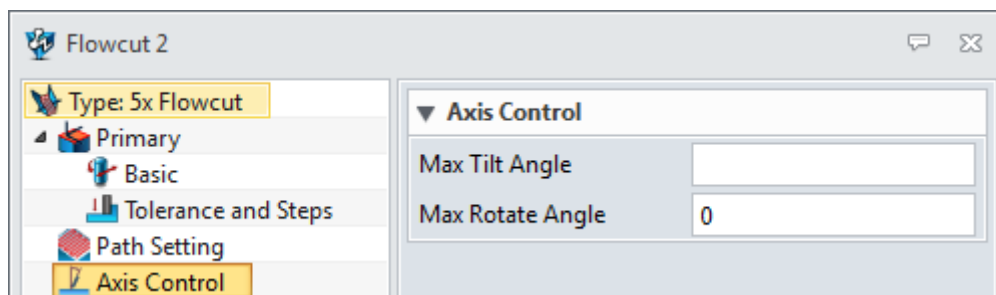 Flowcut 2
Type: 5x Flowcut
Primary
Basic
Tolerance and Steps
Path Setting
Axis Control
Axis Control
Max Tilt Angle
Max Rotate Angle 0